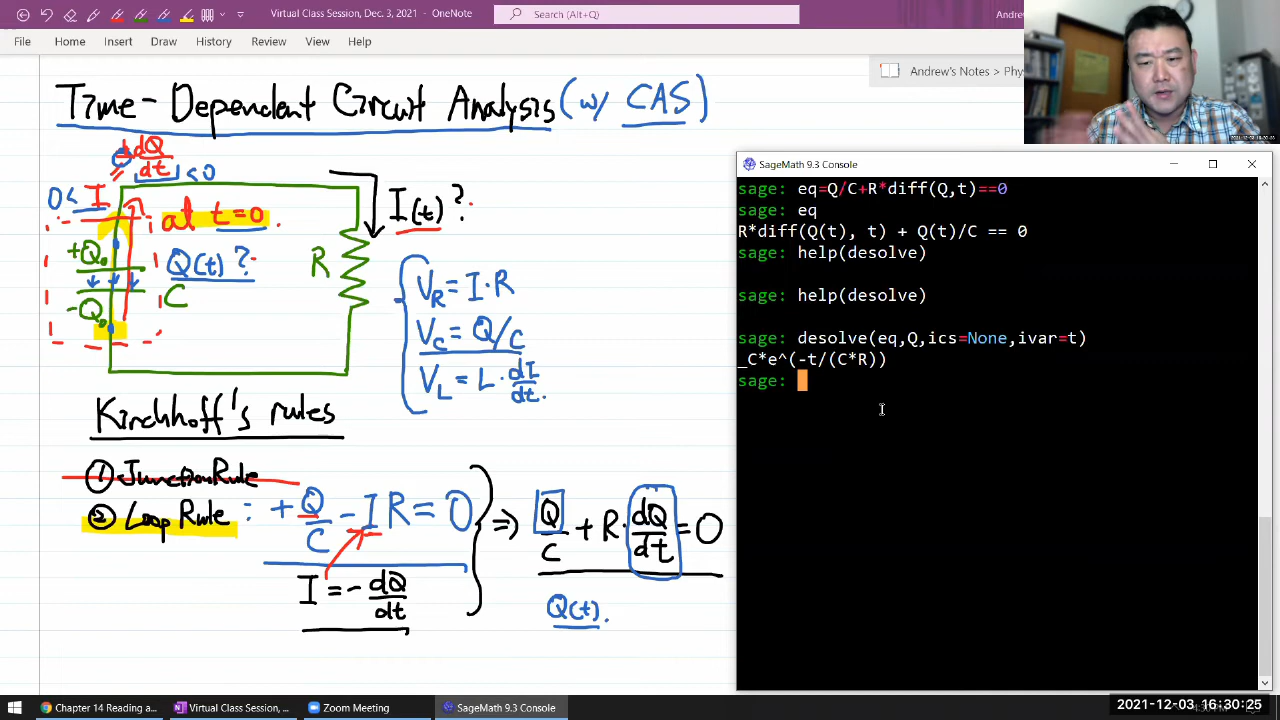 Virtual Class Session, Dec. 3, 2021 - OneNote
Search (Alt+Q)
Andrew
File Home Insert Draw History Review View Help
Andrew's Notes › Phy
Time-Dependent Circuit Analysis (w/ CAS)
dQ/dt < 0
0 < I
at t=0.
Q(t)?
+Q₀
-Q₀
C
R
I(t)?
V_R = I·R
V_C = Q/C
V_L = L·dI/dt.
Kirchhoff's rules
① Junction Rule
② Loop Rule : +Q/C - IR = 0
I = -dQ/dt
⇒ Q/C + R·dQ/dt = 0
Q(t).
SageMath 9.3 Console
sage: eq=Q/C+R*diff(Q,t)==0
sage: eq
R*diff(Q(t), t) + Q(t)/C == 0
sage: help(desolve)
sage: help(desolve)
sage: desolve(eq,Q,ics=None,ivar=t)
_C*e^(-t/(C*R))
sage:
Chapter 14 Reading a...
Virtual Class Session,...
Zoom Meeting
SageMath 9.3 Console
2021-12-03 16:30:25